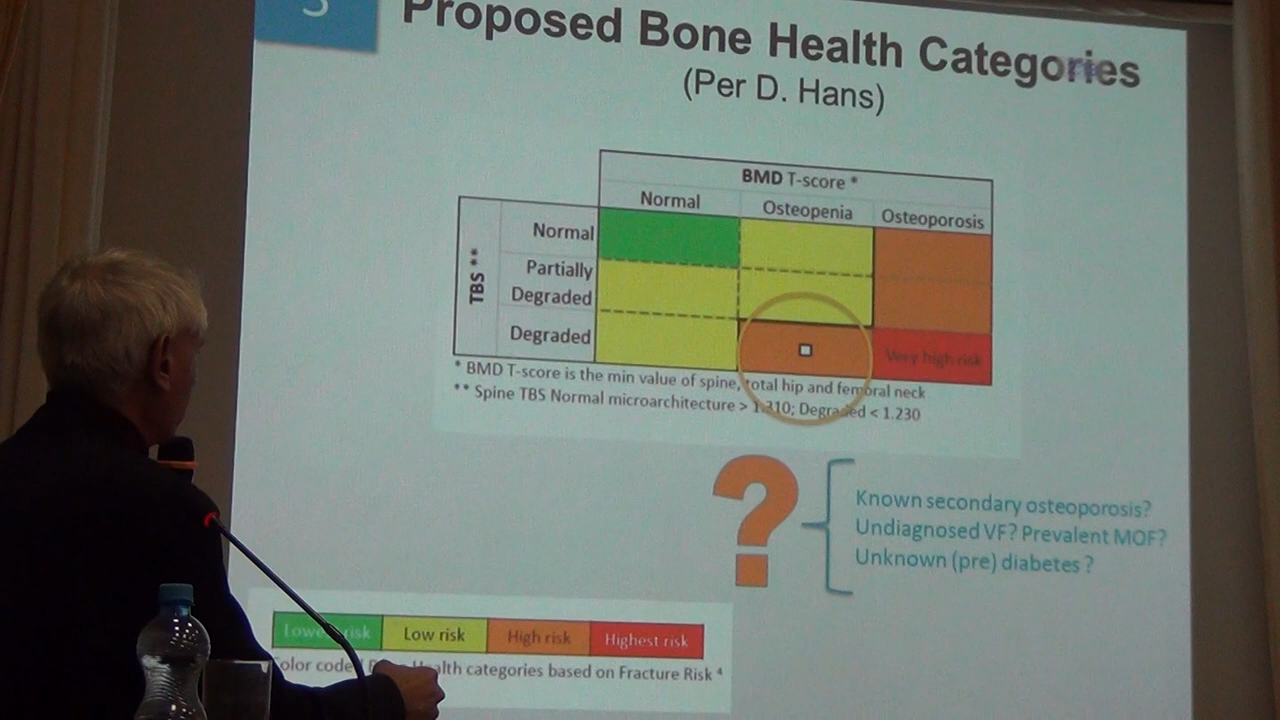 Proposed Bone Health Categories
(Per D. Hans)
BMD T-score *
Normal Osteopenia Osteoporosis
TBS **
Normal
Partially
Degraded
Degraded
Very high risk
* BMD T-score is the min value of spine, total hip and femoral neck
** Spine TBS Normal microarchitecture > 1.310; Degraded < 1.230
?
Known secondary osteoporosis?
Undiagnosed VF? Prevalent MOF?
Unknown (pre) diabetes ?
Lowest risk Low risk High risk Highest risk
Health categories based on Fracture Risk 4